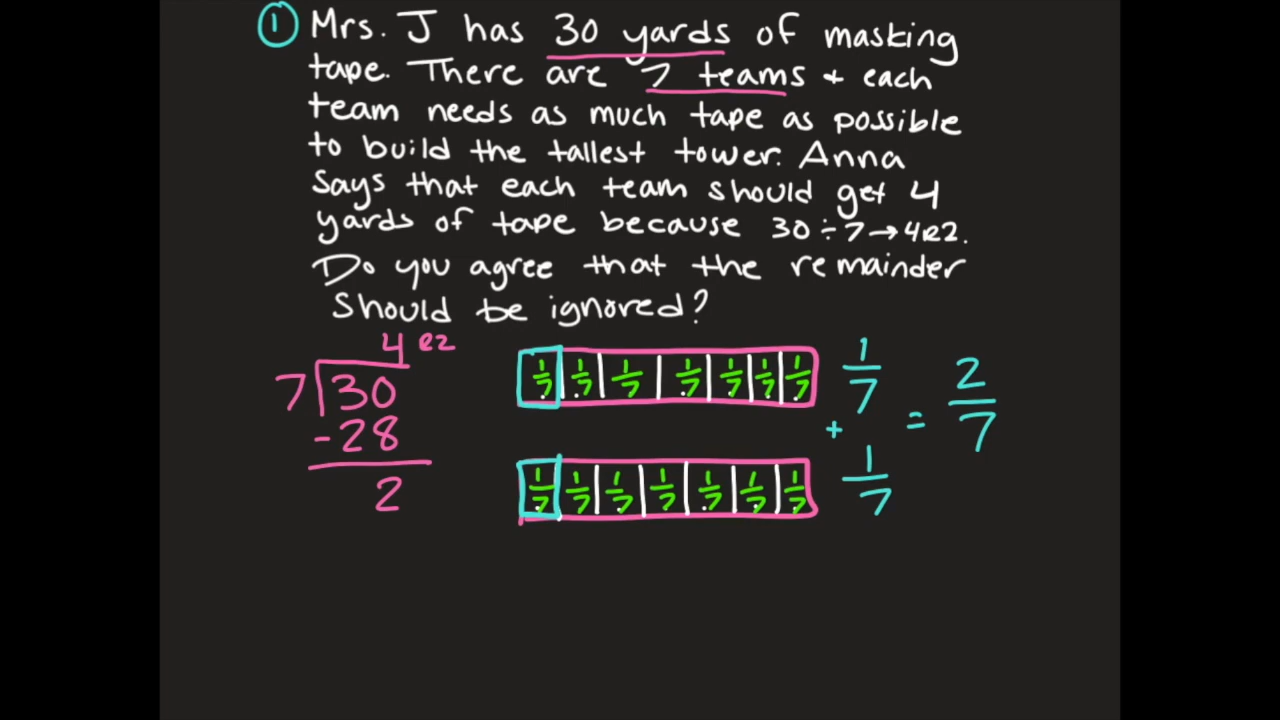 ① Mrs. J has 30 yards of masking
tape. There are 7 teams + each
team needs as much tape as possible
to build the tallest tower. Anna
Says that each team should get 4
yards of tape because 30 ÷ 7 → 4R2.
Do you agree that the remainder
should be ignored?
4 R2
7 30
-28
2
1/7 1/7 1/7 1/7 1/7 1/7 1/7
1/7 1/7 1/7 1/7 1/7 1/7 1/7
1/7 + 1/7 = 2/7